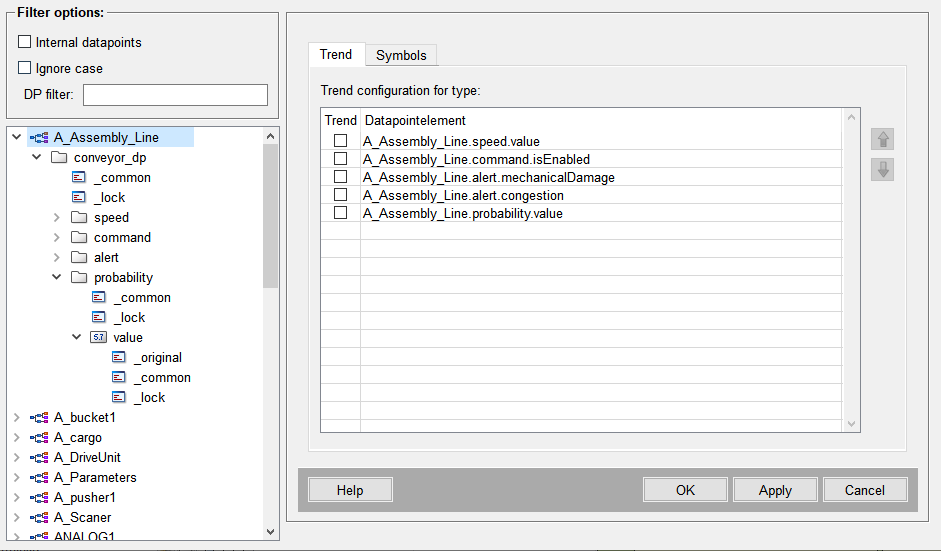 Filter options:
Internal datapoints
Ignore case
DP filter:
A_Assembly_Line
conveyor_dp
_common
_lock
speed
command
alert
probability
_common
_lock
5.7 value
_original
_common
_lock
A_bucket1
A_cargo
A_DriveUnit
A_Parameters
A_pusher1
A_Scaner
ANALOG1
Trend Symbols
Trend configuration for type:
Trend Datapointelement
A_Assembly_Line.speed.value
A_Assembly_Line.command.isEnabled
A_Assembly_Line.alert.mechanicalDamage
A_Assembly_Line.alert.congestion
A_Assembly_Line.probability.value
Help OK Apply Cancel